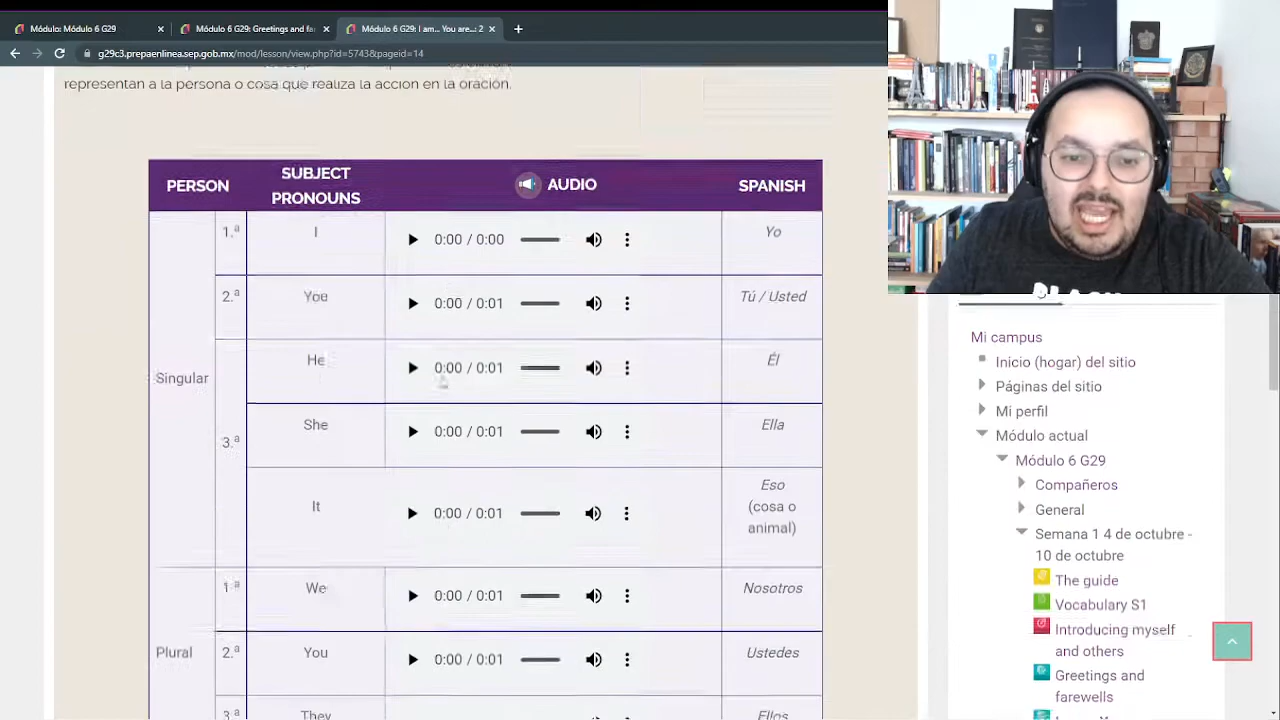 Módulo: Módulo 6 G29
Módulo 6 G29: Greetings and fa
Módulo 6 G29: I am... You are...: 2
g29c3.prepaenlinea.sep.gob.mx/mod/lesson/view.php?id=5743&pageid=14
representan a la persona o cosa que realiza la acción en la oración.
PERSON
SUBJECT
PRONOUNS
AUDIO
SPANISH
1.ª
I
0:00 / 0:00
Yo
2.ª
You
0:00 / 0:01
Tú / Usted
He
0:00 / 0:01
Él
Singular
3.ª
She
0:00 / 0:01
Ella
It
0:00 / 0:01
Eso
(cosa o
animal)
1.ª
We
0:00 / 0:01
Nosotros
Plural
2.ª
You
0:00 / 0:01
Ustedes
3.ª
They
Ellos
Mi campus
Inicio (hogar) del sitio
Páginas del sitio
Mi perfil
Módulo actual
Módulo 6 G29
Compañeros
General
Semana 1 4 de octubre -
10 de octubre
The guide
Vocabulary S1
Introducing myself
and others
Greetings and
farewells